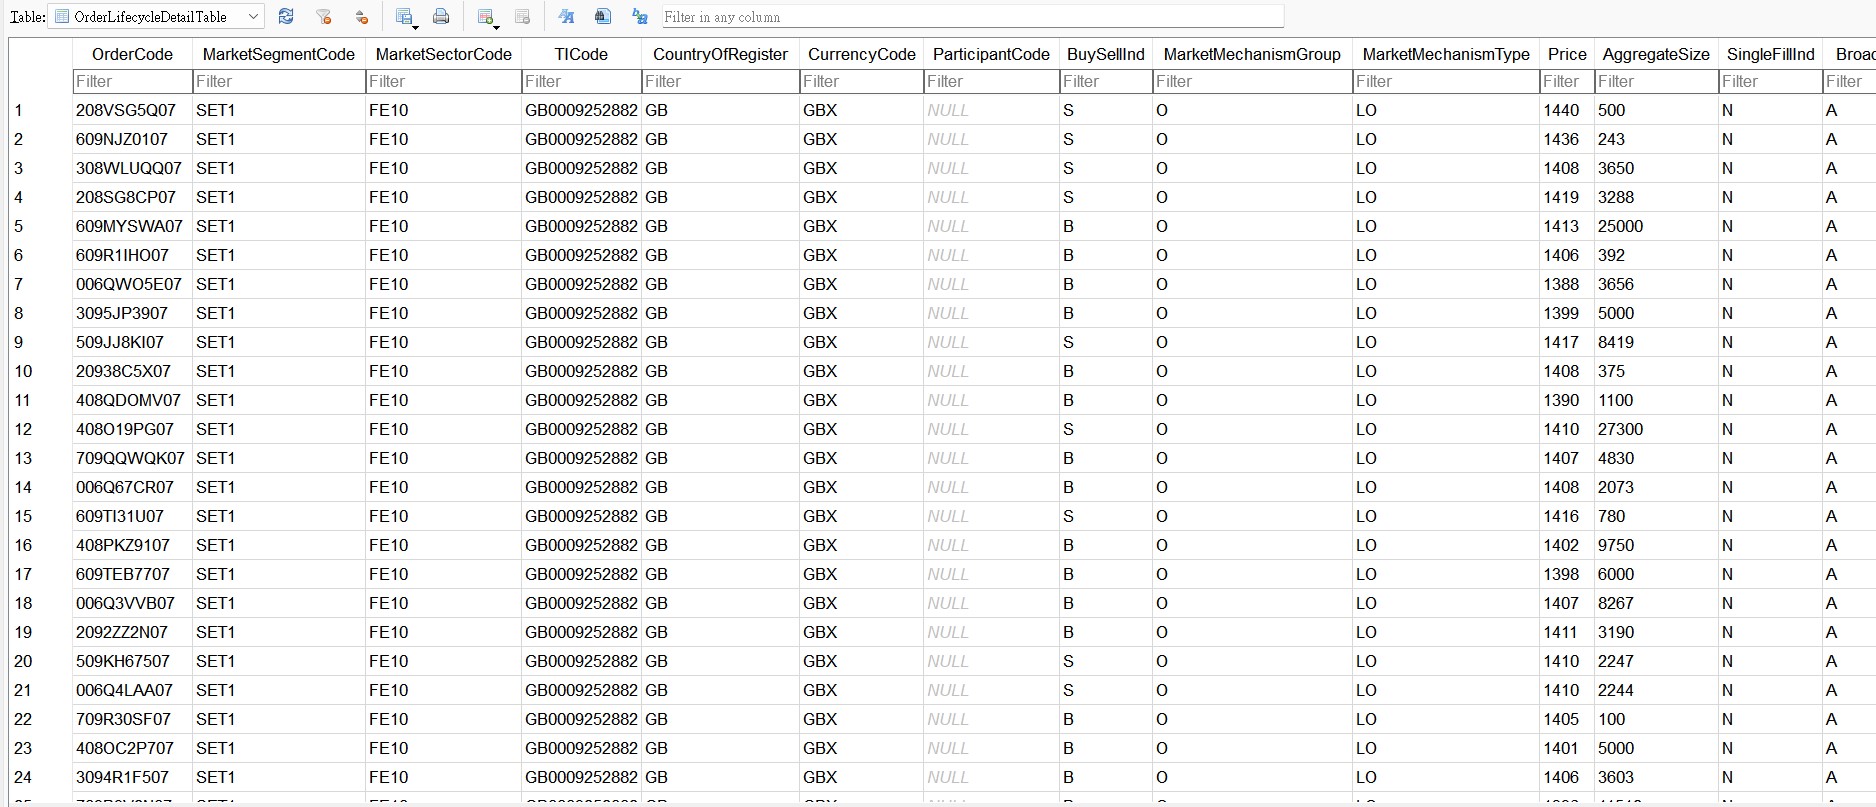 Table: OrderLifecycleDetailTable Filter in any column
OrderCode MarketSegmentCode MarketSectorCode TICode CountryOfRegister CurrencyCode ParticipantCode BuySellInd MarketMechanismGroup MarketMechanismType Price AggregateSize SingleFillInd Broad
Filter Filter Filter Filter Filter Filter Filter Filter Filter Filter Filter Filter Filter Filter
1 208VSG5Q07 SET1 FE10 GB0009252882 GB GBX NULL S O LO 1440 500 N A
2 609NJZ0107 SET1 FE10 GB0009252882 GB GBX NULL S O LO 1436 243 N A
3 308WLUQQ07 SET1 FE10 GB0009252882 GB GBX NULL S O LO 1408 3650 N A
4 208SG8CP07 SET1 FE10 GB0009252882 GB GBX NULL S O LO 1419 3288 N A
5 609MYSWA07 SET1 FE10 GB0009252882 GB GBX NULL B O LO 1413 25000 N A
6 609R1IHO07 SET1 FE10 GB0009252882 GB GBX NULL B O LO 1406 392 N A
7 006QWO5E07 SET1 FE10 GB0009252882 GB GBX NULL B O LO 1388 3656 N A
8 3095JP3907 SET1 FE10 GB0009252882 GB GBX NULL B O LO 1399 5000 N A
9 509JJ8KI07 SET1 FE10 GB0009252882 GB GBX NULL S O LO 1417 8419 N A
10 20938C5X07 SET1 FE10 GB0009252882 GB GBX NULL B O LO 1408 375 N A
11 408QDOMV07 SET1 FE10 GB0009252882 GB GBX NULL B O LO 1390 1100 N A
12 408O19PG07 SET1 FE10 GB0009252882 GB GBX NULL S O LO 1410 27300 N A
13 709QQWQK07 SET1 FE10 GB0009252882 GB GBX NULL B O LO 1407 4830 N A
14 006Q67CR07 SET1 FE10 GB0009252882 GB GBX NULL B O LO 1408 2073 N A
15 609TI31U07 SET1 FE10 GB0009252882 GB GBX NULL S O LO 1416 780 N A
16 408PKZ9107 SET1 FE10 GB0009252882 GB GBX NULL B O LO 1402 9750 N A
17 609TEB7707 SET1 FE10 GB0009252882 GB GBX NULL B O LO 1398 6000 N A
18 006Q3VVB07 SET1 FE10 GB0009252882 GB GBX NULL B O LO 1407 8267 N A
19 2092ZZ2N07 SET1 FE10 GB0009252882 GB GBX NULL B O LO 1411 3190 N A
20 509KH67507 SET1 FE10 GB0009252882 GB GBX NULL S O LO 1410 2247 N A
21 006Q4LAA07 SET1 FE10 GB0009252882 GB GBX NULL S O LO 1410 2244 N A
22 709R30SF07 SET1 FE10 GB0009252882 GB GBX NULL B O LO 1405 100 N A
23 408OC2P707 SET1 FE10 GB0009252882 GB GBX NULL B O LO 1401 5000 N A
24 3094R1F507 SET1 FE10 GB0009252882 GB GBX NULL B O LO 1406 3603 N A